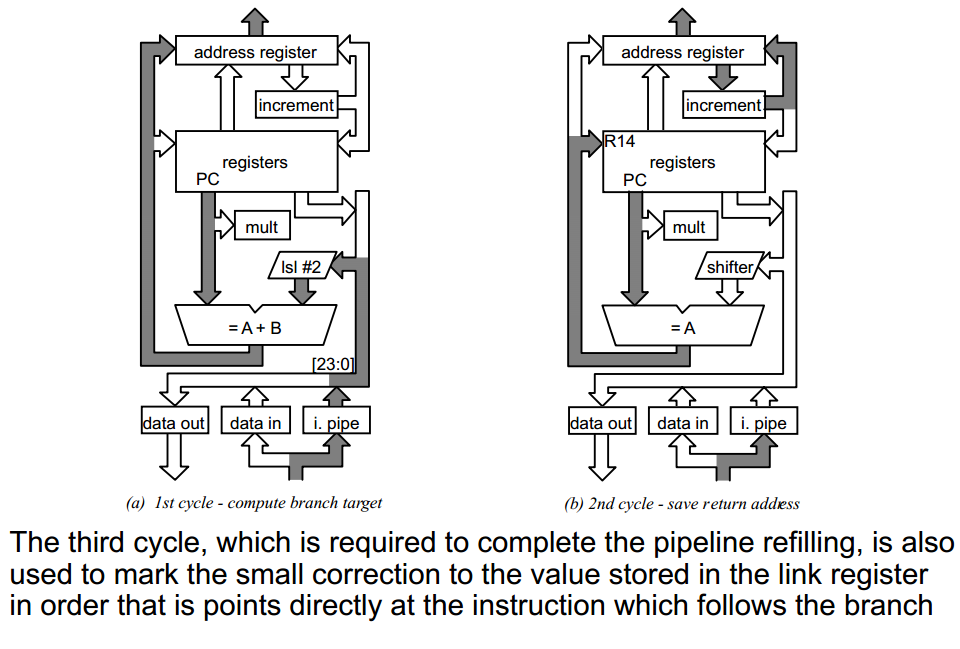 address register
increment
registers
PC
mult
lsl #2
= A + B
[23:0]
data out
data in
i. pipe
(a) 1st cycle - compute branch target
address register
increment
R14
registers
PC
mult
shifter
= A
data out
data in
i. pipe
(b) 2nd cycle - save return address
The third cycle, which is required to complete the pipeline refilling, is also
used to mark the small correction to the value stored in the link register
in order that is points directly at the instruction which follows the branch